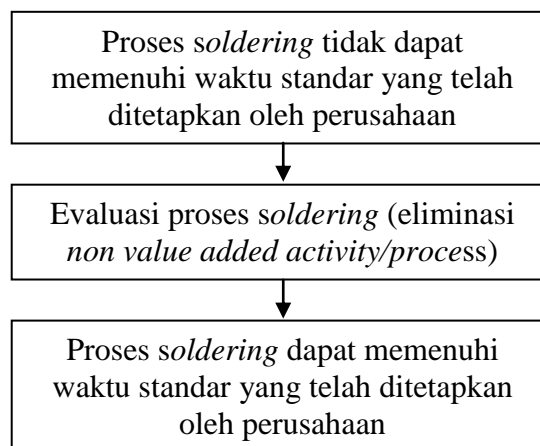 Proses soldering tidak dapat
memenuhi waktu standar yang telah
ditetapkan oleh perusahaan
Evaluasi proses soldering (eliminasi
non value added activity/process)
Proses soldering dapat memenuhi
waktu standar yang telah ditetapkan
oleh perusahaan